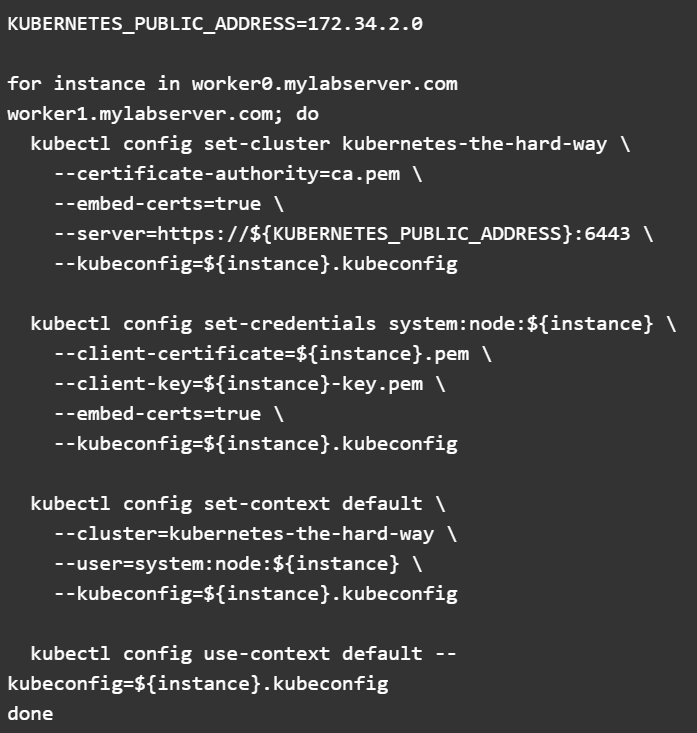 KUBERNETES_PUBLIC_ADDRESS=172.34.2.0
for instance in worker0.mylabserver.com
worker1.mylabserver.com; do
kubectl config set-cluster kubernetes-the-hard-way \
--certificate-authority=ca.pem \
--embed-certs=true \
--server=https://${KUBERNETES_PUBLIC_ADDRESS}:6443 \
--kubeconfig=${instance}.kubeconfig
kubectl config set-credentials system:node:${instance} \
--client-certificate=${instance}.pem \
--client-key=${instance}-key.pem \
--embed-certs=true \
--kubeconfig=${instance}.kubeconfig
kubectl config set-context default \
--cluster=kubernetes-the-hard-way \
--user=system:node:${instance} \
--kubeconfig=${instance}.kubeconfig
kubectl config use-context default --
kubeconfig=${instance}.kubeconfig
done